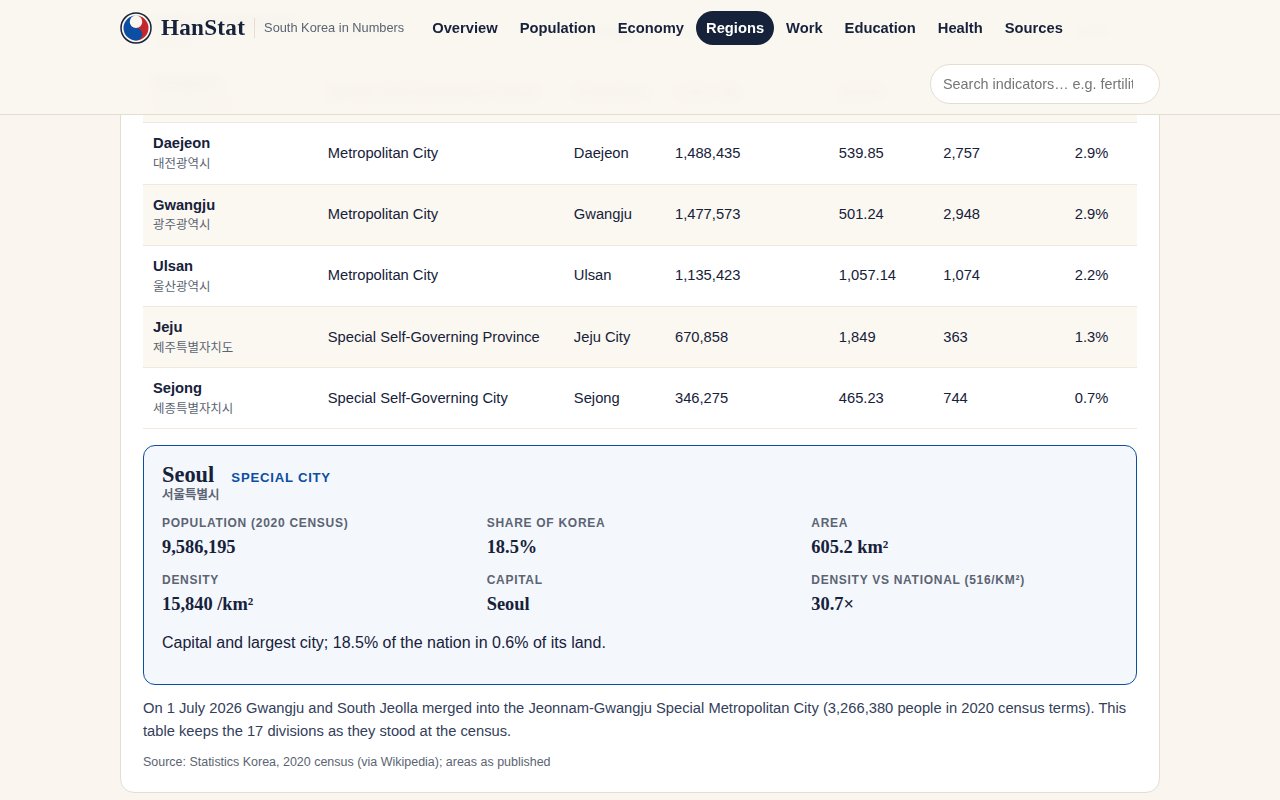 HanStat South Korea in Numbers Overview Population Economy Regions Work Education Health Sources
Search indicators… e.g. fertilit
Daejeon
대전광역시
Metropolitan City Daejeon 1,488,435 539.85 2,757 2.9%
Gwangju
광주광역시
Metropolitan City Gwangju 1,477,573 501.24 2,948 2.9%
Ulsan
울산광역시
Metropolitan City Ulsan 1,135,423 1,057.14 1,074 2.2%
Jeju
제주특별자치도
Special Self-Governing Province Jeju City 670,858 1,849 363 1.3%
Sejong
세종특별자치시
Special Self-Governing City Sejong 346,275 465.23 744 0.7%
Seoul SPECIAL CITY
서울특별시
POPULATION (2020 CENSUS) SHARE OF KOREA AREA
9,586,195 18.5% 605.2 km²
DENSITY CAPITAL DENSITY VS NATIONAL (516/KM²)
15,840 /km² Seoul 30.7×
Capital and largest city; 18.5% of the nation in 0.6% of its land.
On 1 July 2026 Gwangju and South Jeolla merged into the Jeonnam-Gwangju Special Metropolitan City (3,266,380 people in 2020 census terms). This
table keeps the 17 divisions as they stood at the census.
Source: Statistics Korea, 2020 census (via Wikipedia); areas as published